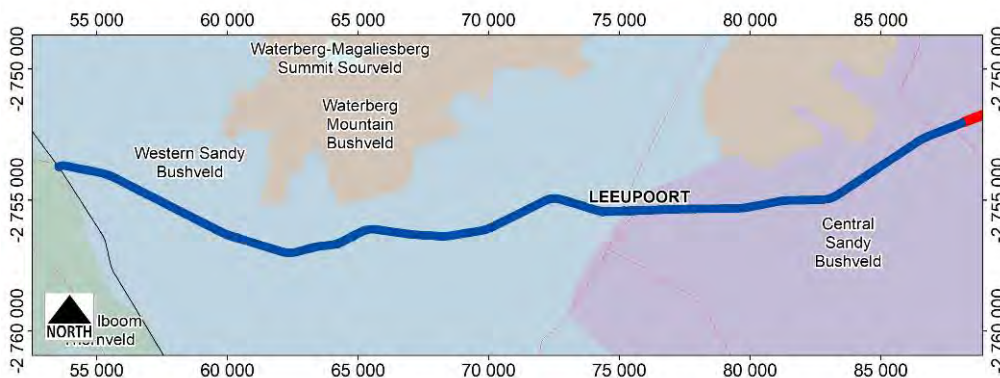 55 000 60 000 65 000 70 000 75 000 80 000 85 000
-2 750 000
-2 750 000
Waterberg-Magaliesberg
Summit Sourveld
Waterberg
Mountain
Bushveld
Western Sandy
Bushveld
-2 755 000
LEEUPOORT
-2 755 000
Central
Sandy
Bushveld
-2 760 000
NORTH
lboom
-2 760 000
55 000 60 000 65 000 70 000 75 000 80 000 85 000